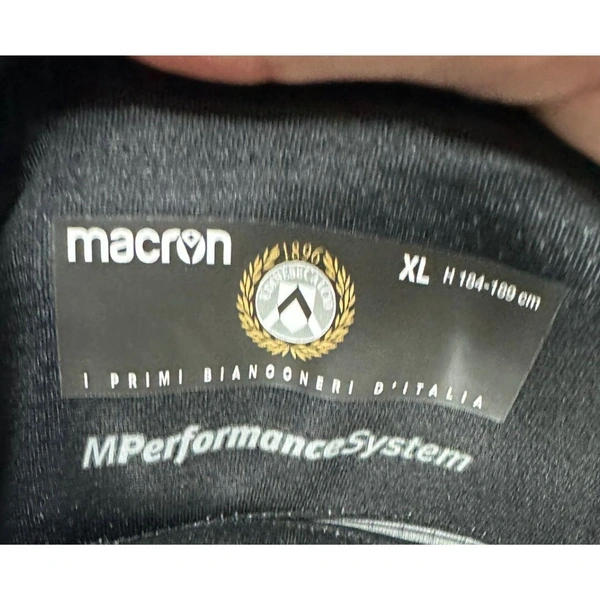 macron
1896
XL H 184-189 cm
I PRIMI BIANCONERI D'ITALIA
MPerformanceSystem